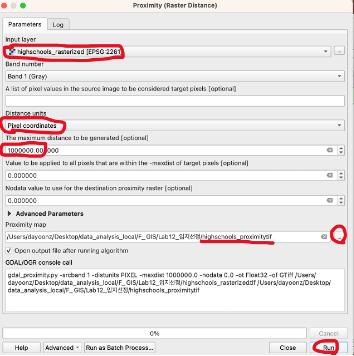 Proximity (Raster Distance)
Parameters Log
Input layer
highschools_rasterized [EPSG:2261]
Band number
Band 1 (Gray)
A list of pixel values in the source image to be considered target pixels [optional]
Distance units
Pixel coordinates
The maximum distance to be generated [optional]
1000000.000000
Value to be applied to all pixels that are within the -maxdist of target pixels [optional]
0.000000
Nodata value to use for the destination proximity raster [optional]
0.000000
Advanced Parameters
Proximity map
/Users/dayoonz/Desktop/data_analysis_local/F_GIS/Lab12_입지선정/highschools_proximity.tif
Open output file after running algorithm
GDAL/OGR console call
gdal_proximity.py -srcband 1 -distunits PIXEL -maxdist 1000000.0 -nodata 0.0 -ot Float32 -of GTiff /Users/
dayoonz/Desktop/data_analysis_local/F_GIS/Lab12_입지선정/highschools_rasterized.tif /Users/dayoonz/Desktop/
data_analysis_local/F_GIS/Lab12_입지선정/highschools_proximity.tif
0% Cancel
Help Advanced Run as Batch Process… Close Run